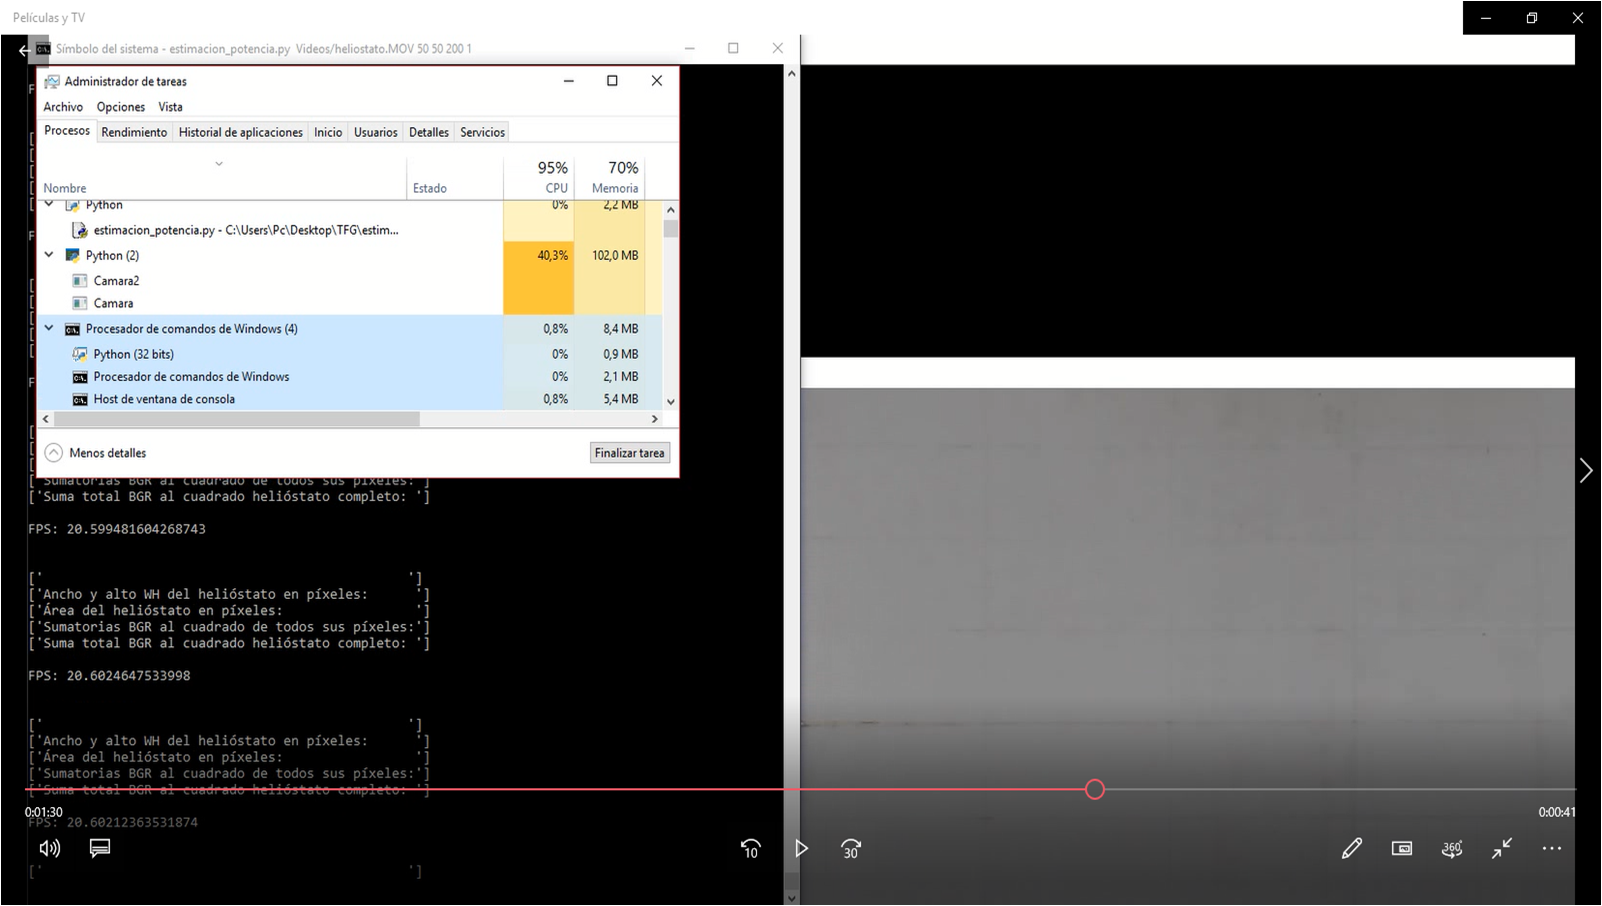 Películas y TV
Símbolo del sistema - estimacion_potencia.py Videos/heliostato.MOV 50 50 200 1
Administrador de tareas
Archivo Opciones Vista
Procesos Rendimiento Historial de aplicaciones Inicio Usuarios Detalles Servicios
95% 70%
Nombre Estado CPU Memoria
Python 0% 2,2 MB
estimacion_potencia.py - C:\Users\Pc\Desktop\TFG\estim...
Python (2) 40,3% 102,0 MB
Camara2
Camara
Procesador de comandos de Windows (4) 0,8% 8,4 MB
Python (32 bits) 0% 0,9 MB
Procesador de comandos de Windows 0% 2,1 MB
Host de ventana de consola 0,8% 5,4 MB
Menos detalles Finalizar tarea
['Sumatorias BGR al cuadrado de todos sus píxeles: ']
['Suma total BGR al cuadrado helióstato completo: ']
FPS: 20.599481604268743
[' ']
['Ancho y alto WH del helióstato en píxeles: ']
['Área del helióstato en píxeles: ']
['Sumatorias BGR al cuadrado de todos sus píxeles:']
['Suma total BGR al cuadrado helióstato completo: ']
FPS: 20.6024647533998
[' ']
['Ancho y alto WH del helióstato en píxeles: ']
['Área del helióstato en píxeles: ']
['Sumatorias BGR al cuadrado de todos sus píxeles:']
['Suma total BGR al cuadrado helióstato completo: ']
0:01:30 0:00:41
FPS: 20.60212363531874
10 30 360°
[' ']